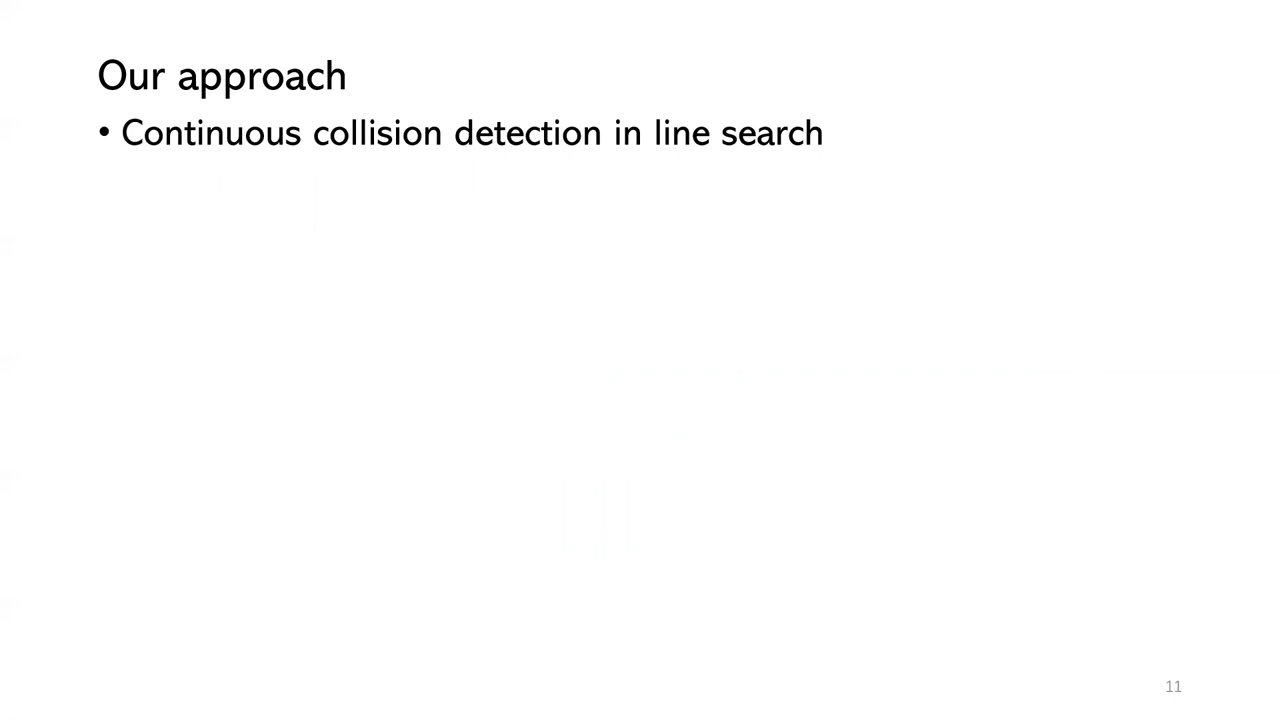 Our approach
• Continuous collision detection in line search
11